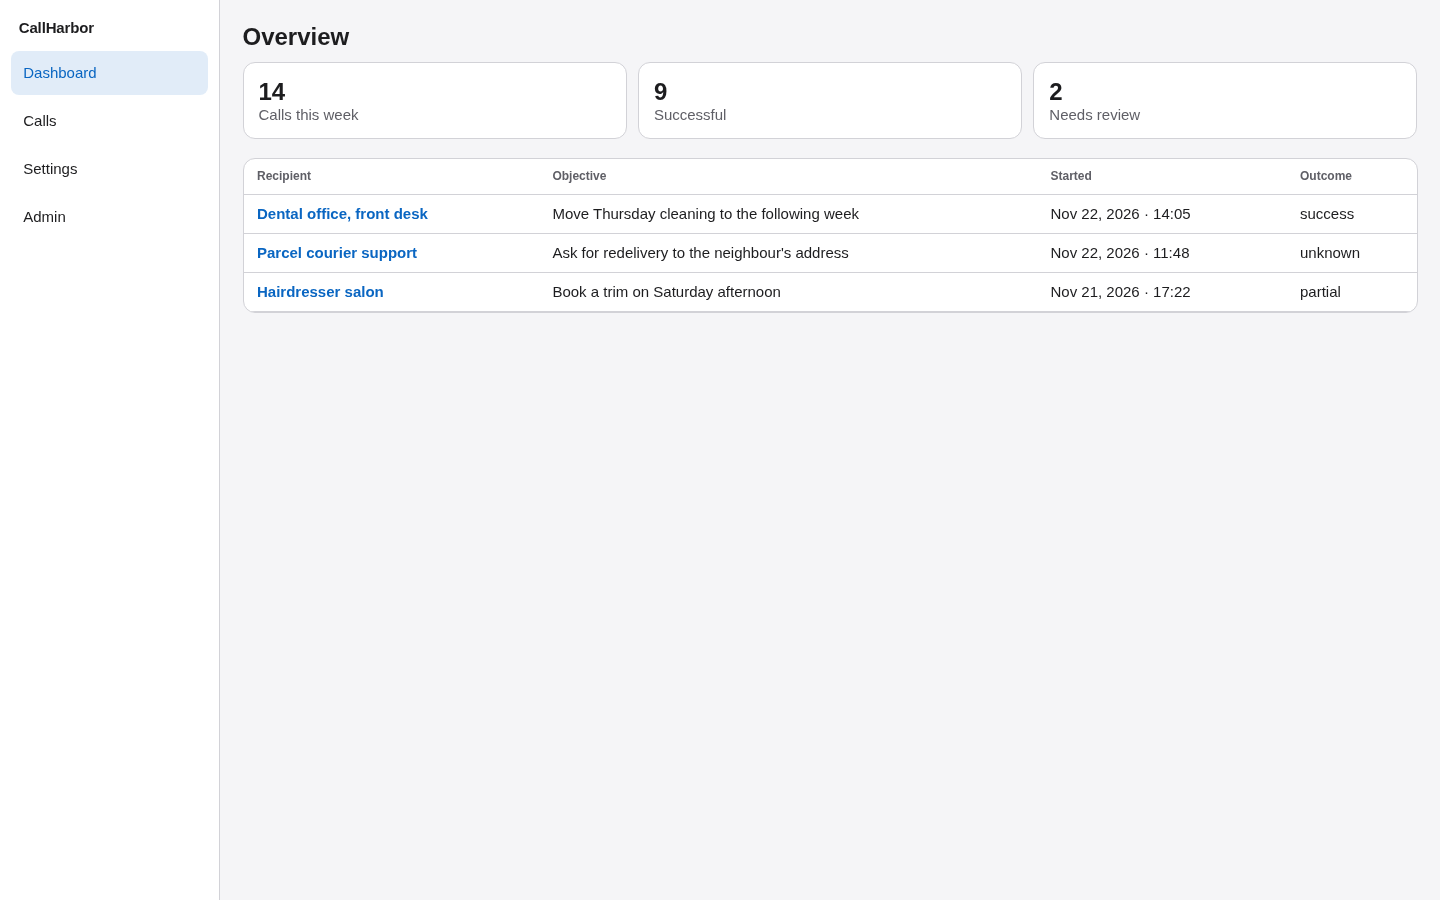 CallHarbor
Dashboard
Calls
Settings
Admin
Overview
14
Calls this week
9
Successful
2
Needs review
Recipient Objective Started Outcome
Dental office, front desk Move Thursday cleaning to the following week Nov 22, 2026 · 14:05 success
Parcel courier support Ask for redelivery to the neighbour's address Nov 22, 2026 · 11:48 unknown
Hairdresser salon Book a trim on Saturday afternoon Nov 21, 2026 · 17:22 partial